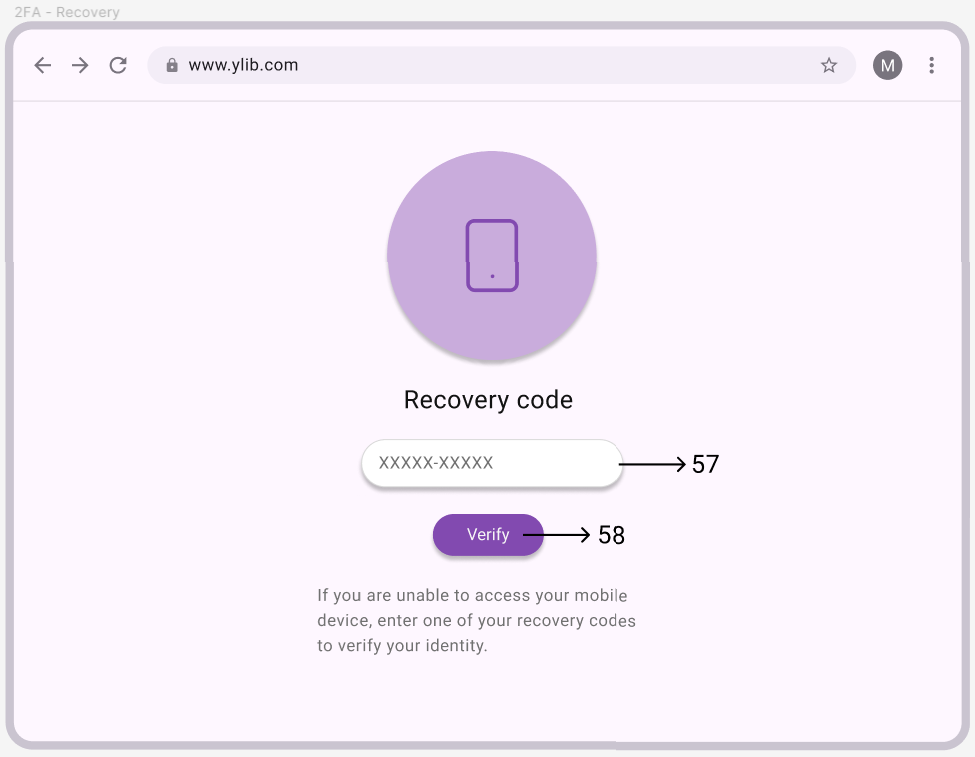 2FA - Recovery
www.ylib.com
M
Recovery code
XXXXX-XXXXX
57
Verify
58
If you are unable to access your mobile
device, enter one of your recovery codes
to verify your identity.